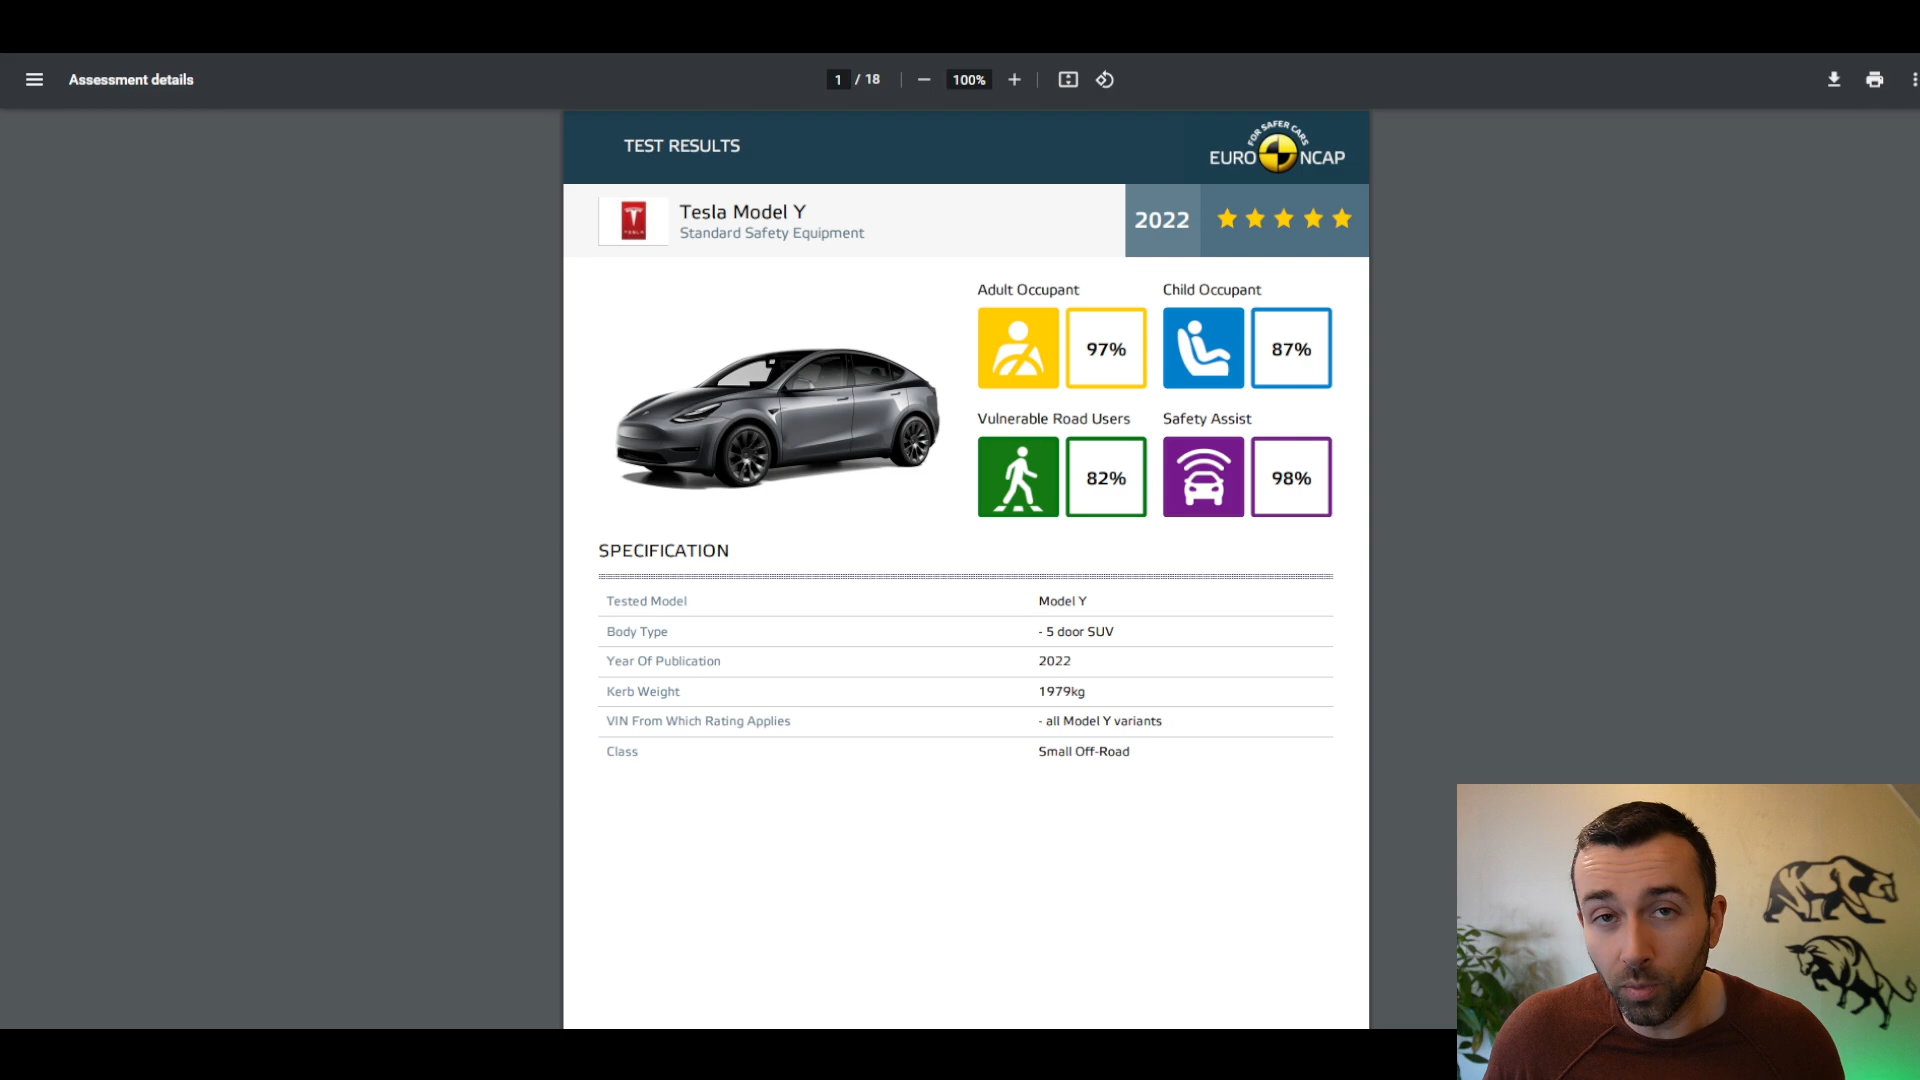 Assessment details
1 / 18
100%
TEST RESULTS
FOR SAFER CARS
EURO NCAP
TESLA
Tesla Model Y
Standard Safety Equipment
2022
Adult Occupant
Child Occupant
97%
87%
Vulnerable Road Users
Safety Assist
82%
98%
SPECIFICATION
Tested Model
Model Y
Body Type
- 5 door SUV
Year Of Publication
2022
Kerb Weight
1979kg
VIN From Which Rating Applies
- all Model Y variants
Class
Small Off-Road